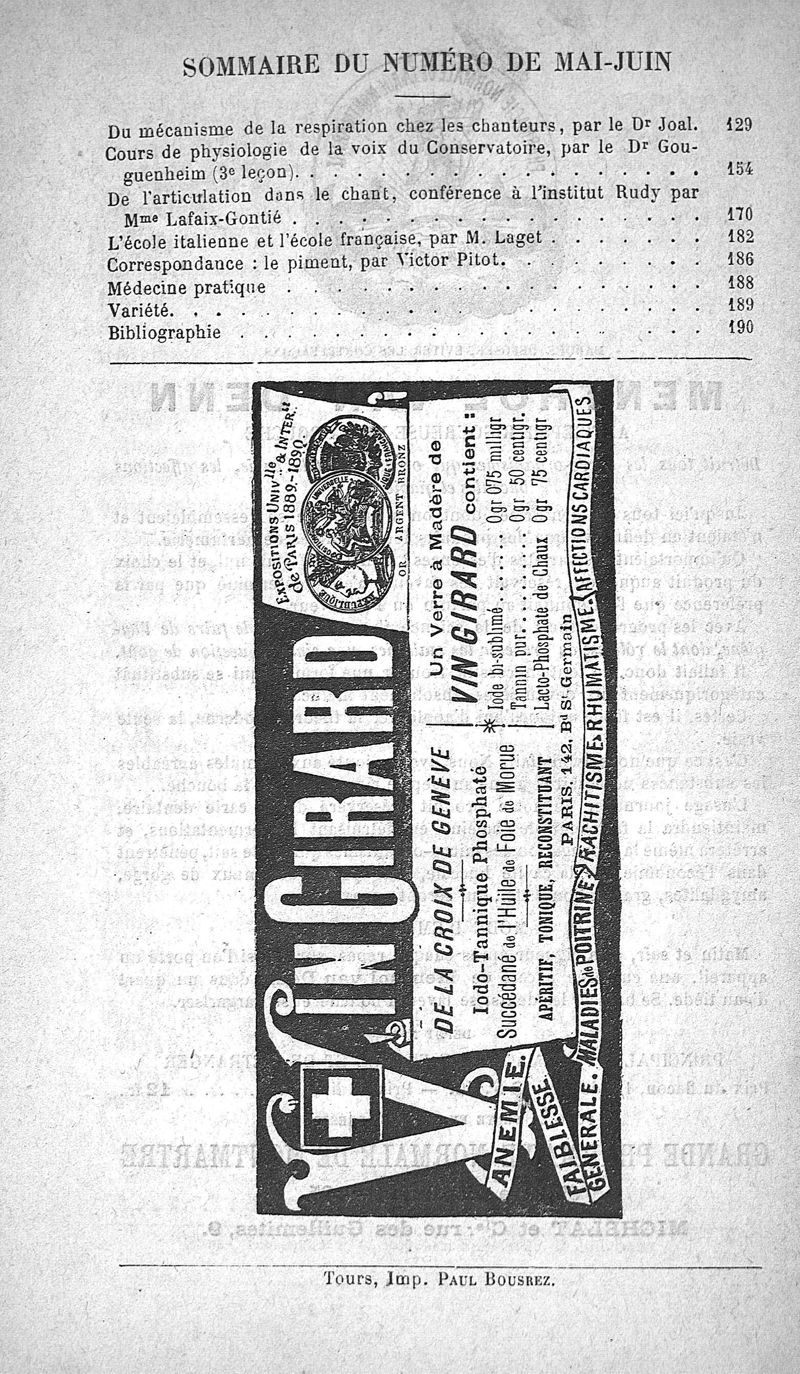 SOMMAIRE DU NUMÉRO DE MAI-JUIN
Du mécanisme de la respiration chez les chanteurs, par le Dr Joal. 129
Cours de physiologie de la voix du Conservatoire, par le Dr Gou-
guenheim (3e leçon). . . . . . . . . . . . . . . . . . 154
De l'articulation dans le chant, conférence à l'institut Rudy par
Mme Lafaix-Gontié . . . . . . . . . . . . . . . . . . 170
L'école italienne et l'école française, par M. Laget . . . . . . . 182
Correspondance : le piment, par Victor Pitot. . . . . . . . . 186
Médecine pratique . . . . . . . . . . . . . . . . . . 188
Variété. . . . . . . . . . . . . . . . . . . . . . . 189
Bibliographie . . . . . . . . . . . . . . . . . . . . 190
VIN GIRARD
EXPOSITIONS UNIVlle & INTERle
de PARIS 1889-1890.
RÉPUBLIQUE
UNIVERSELLE
OR ARGENT BRONZ
DE LA CROIX DE GENÈVE
Iodo-Tannique Phosphaté
Succédané de l'Huile de Foie de Morue
APÉRITIF, TONIQUE, RECONSTITUANT
Un Verre à Madère de
VIN GIRARD contient :
Iode bi-sublimé......... 0gr 075 milligr
Tannin pur......... 0gr 50 centigr.
Lacto-Phosphate de Chaux 0gr 75 centigr
PARIS, 142, Bd St Germain
ANEMIE.
FAIBLESSE
GÉNÉRALE. MALADIES de POITRINE, RACHITISME, RHUMATISME, AFFECTIONS CARDIAQUES
Tours, Imp. PAUL BOUSREZ.